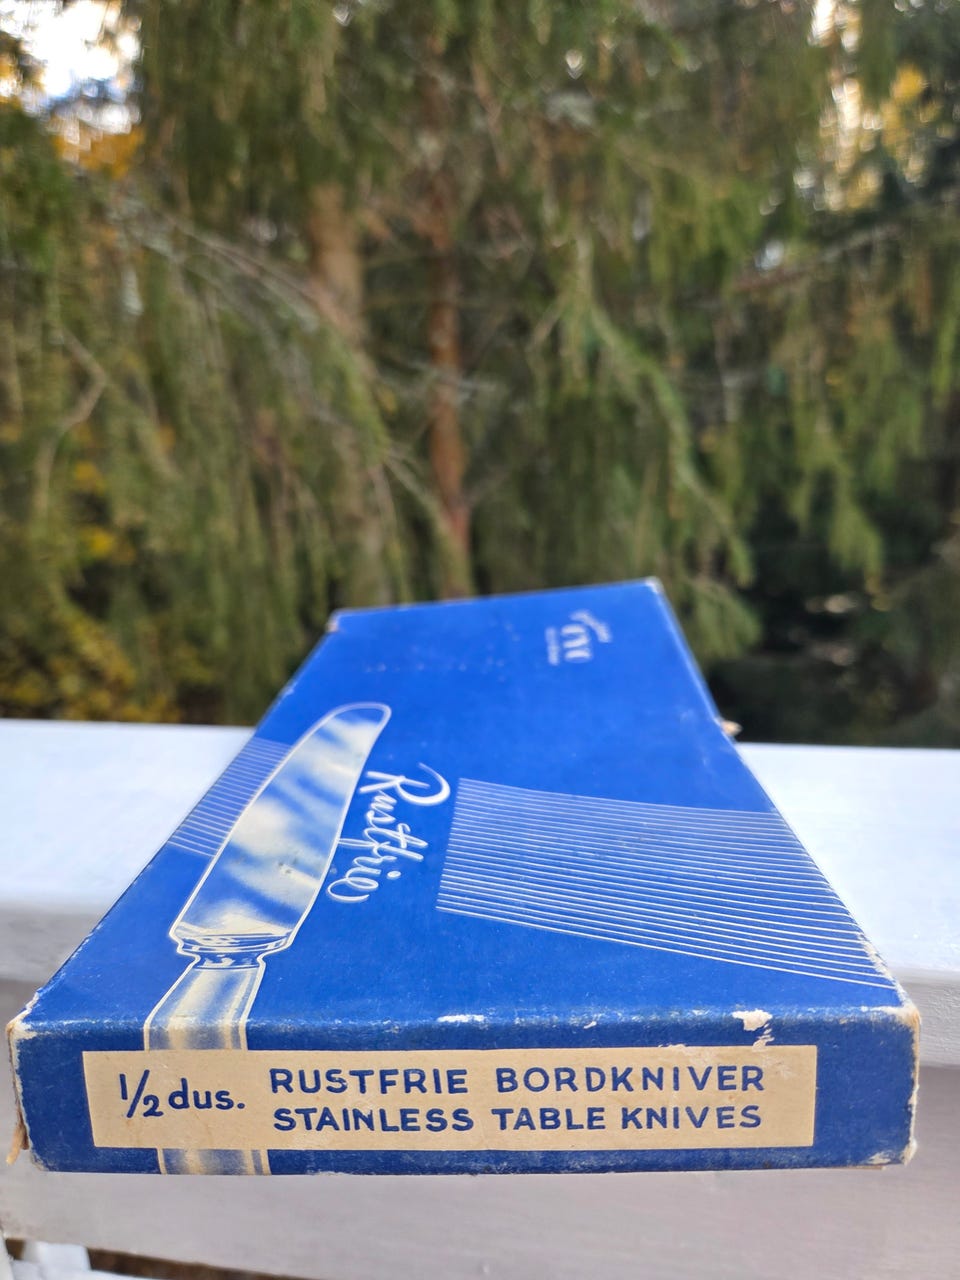 Rustfrie
1/2 dus. RUSTFRIE BORDKNIVER
STAINLESS TABLE KNIVES